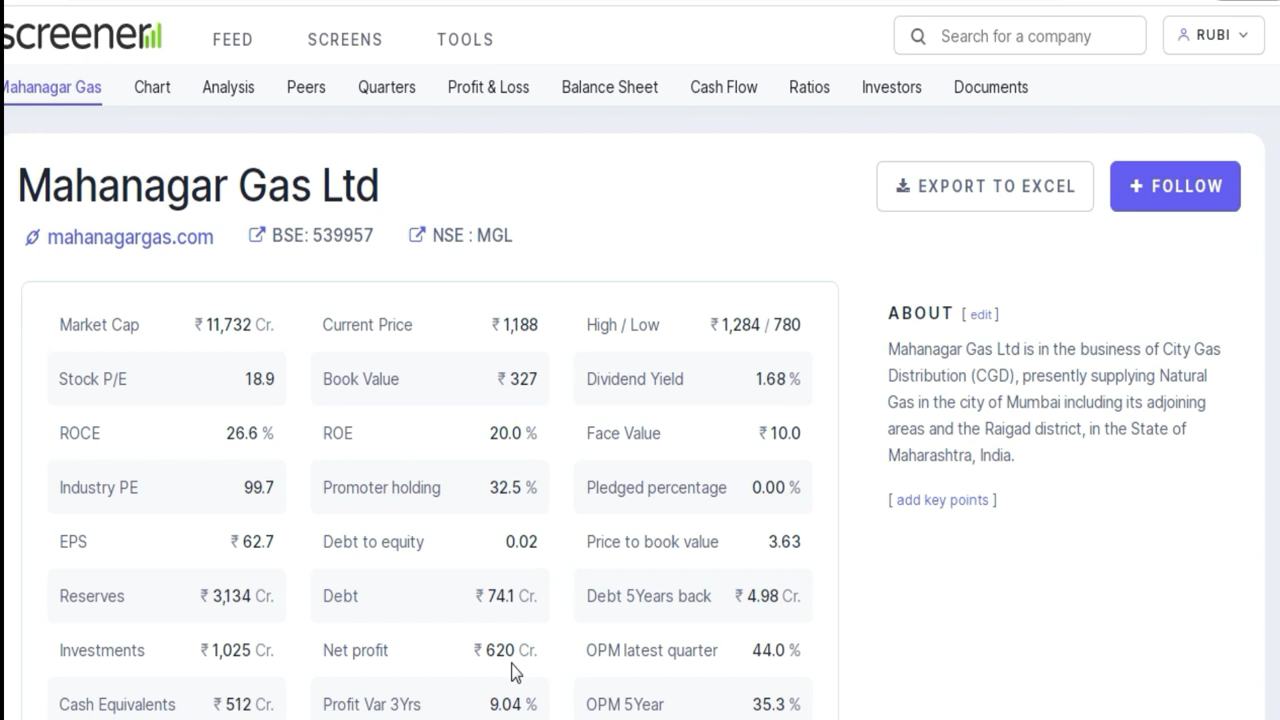 screener
FEED SCREENS TOOLS
Search for a company
RUBI
Mahanagar Gas Chart Analysis Peers Quarters Profit & Loss Balance Sheet Cash Flow Ratios Investors Documents
Mahanagar Gas Ltd
EXPORT TO EXCEL
+ FOLLOW
mahanagargas.com BSE: 539957 NSE : MGL
Market Cap ₹ 11,732 Cr. Current Price ₹ 1,188 High / Low ₹ 1,284 / 780
Stock P/E 18.9 Book Value ₹ 327 Dividend Yield 1.68 %
ROCE 26.6 % ROE 20.0 % Face Value ₹ 10.0
Industry PE 99.7 Promoter holding 32.5 % Pledged percentage 0.00 %
EPS ₹ 62.7 Debt to equity 0.02 Price to book value 3.63
Reserves ₹ 3,134 Cr. Debt ₹ 74.1 Cr. Debt 5Years back ₹ 4.98 Cr.
Investments ₹ 1,025 Cr. Net profit ₹ 620 Cr. OPM latest quarter 44.0 %
Cash Equivalents ₹ 512 Cr. Profit Var 3Yrs 9.04 % OPM 5Year 35.3 %
ABOUT [ edit ]
Mahanagar Gas Ltd is in the business of City Gas
Distribution (CGD), presently supplying Natural
Gas in the city of Mumbai including its adjoining
areas and the Raigad district, in the State of
Maharashtra, India.
[ add key points ]